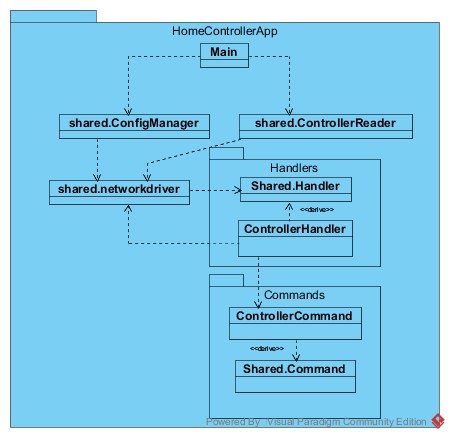 HomeControllerApp
Main
shared.ConfigManager
shared.ControllerReader
Handlers
shared.networkdriver
Shared.Handler
<<derive>>
ControllerHandler
Commands
ControllerCommand
<<derive>>
Shared.Command
Powered By Visual Paradigm Community Edition